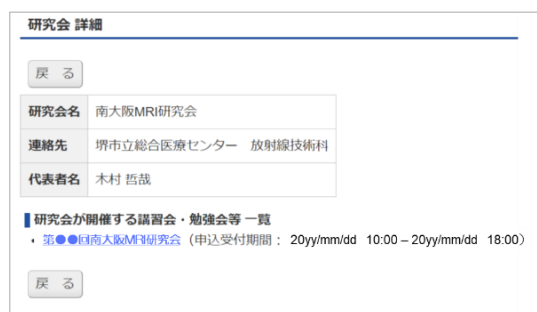 研究会 詳細
戻 る
研究会名 南大阪MRI研究会
連絡先 堺市立総合医療センター 放射線技術科
代表者名 木村 哲哉
研究会が開催する講習会・勉強会等 一覧
・ 第●●回南大阪MRI研究会（申込受付期間： 20yy/mm/dd 10:00 – 20yy/mm/dd 18:00）
戻 る